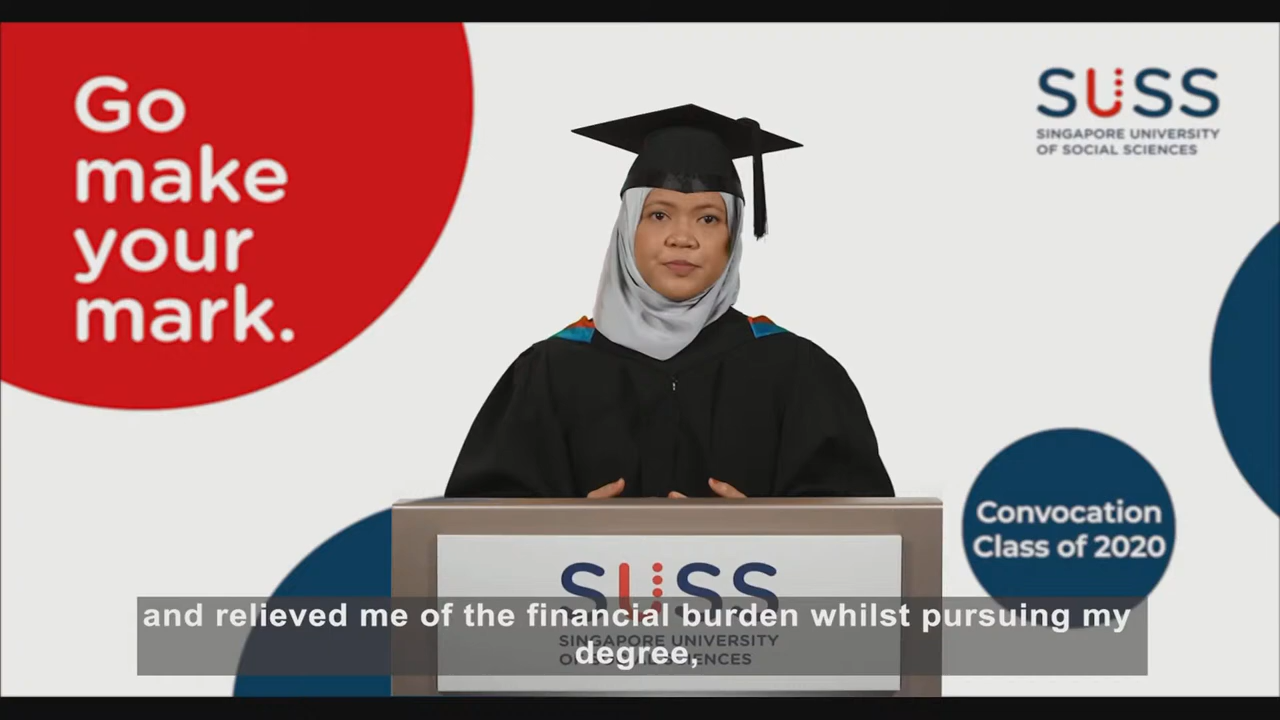 Go
make
your
mark.
SUSS
SINGAPORE UNIVERSITY
OF SOCIAL SCIENCES
Convocation
Class of 2020
SUSS
SINGAPORE UNIVERSITY
OF SOCIAL SCIENCES
and relieved me of the financial burden whilst pursuing my
degree,